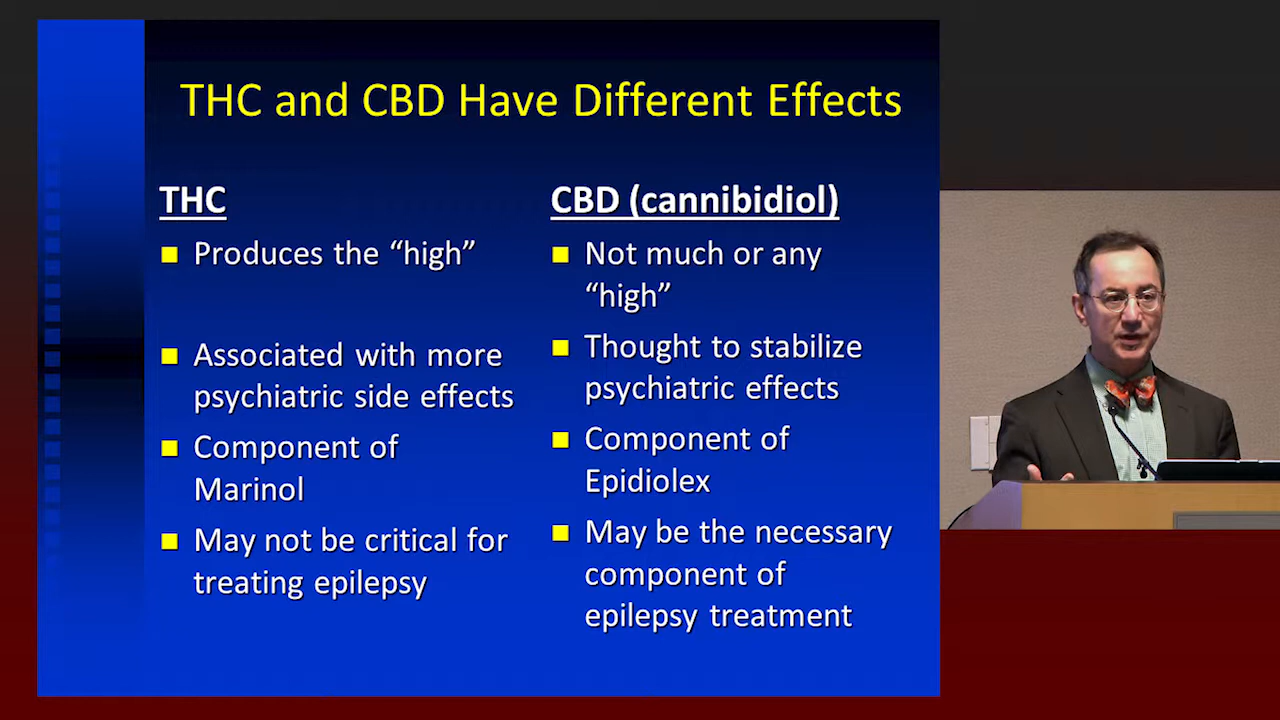 THC and CBD Have Different Effects
THC
Produces the “high”
Associated with more
psychiatric side effects
Component of
Marinol
May not be critical for
treating epilepsy
CBD (cannibidiol)
Not much or any
“high”
Thought to stabilize
psychiatric effects
Component of
Epidiolex
May be the necessary
component of
epilepsy treatment